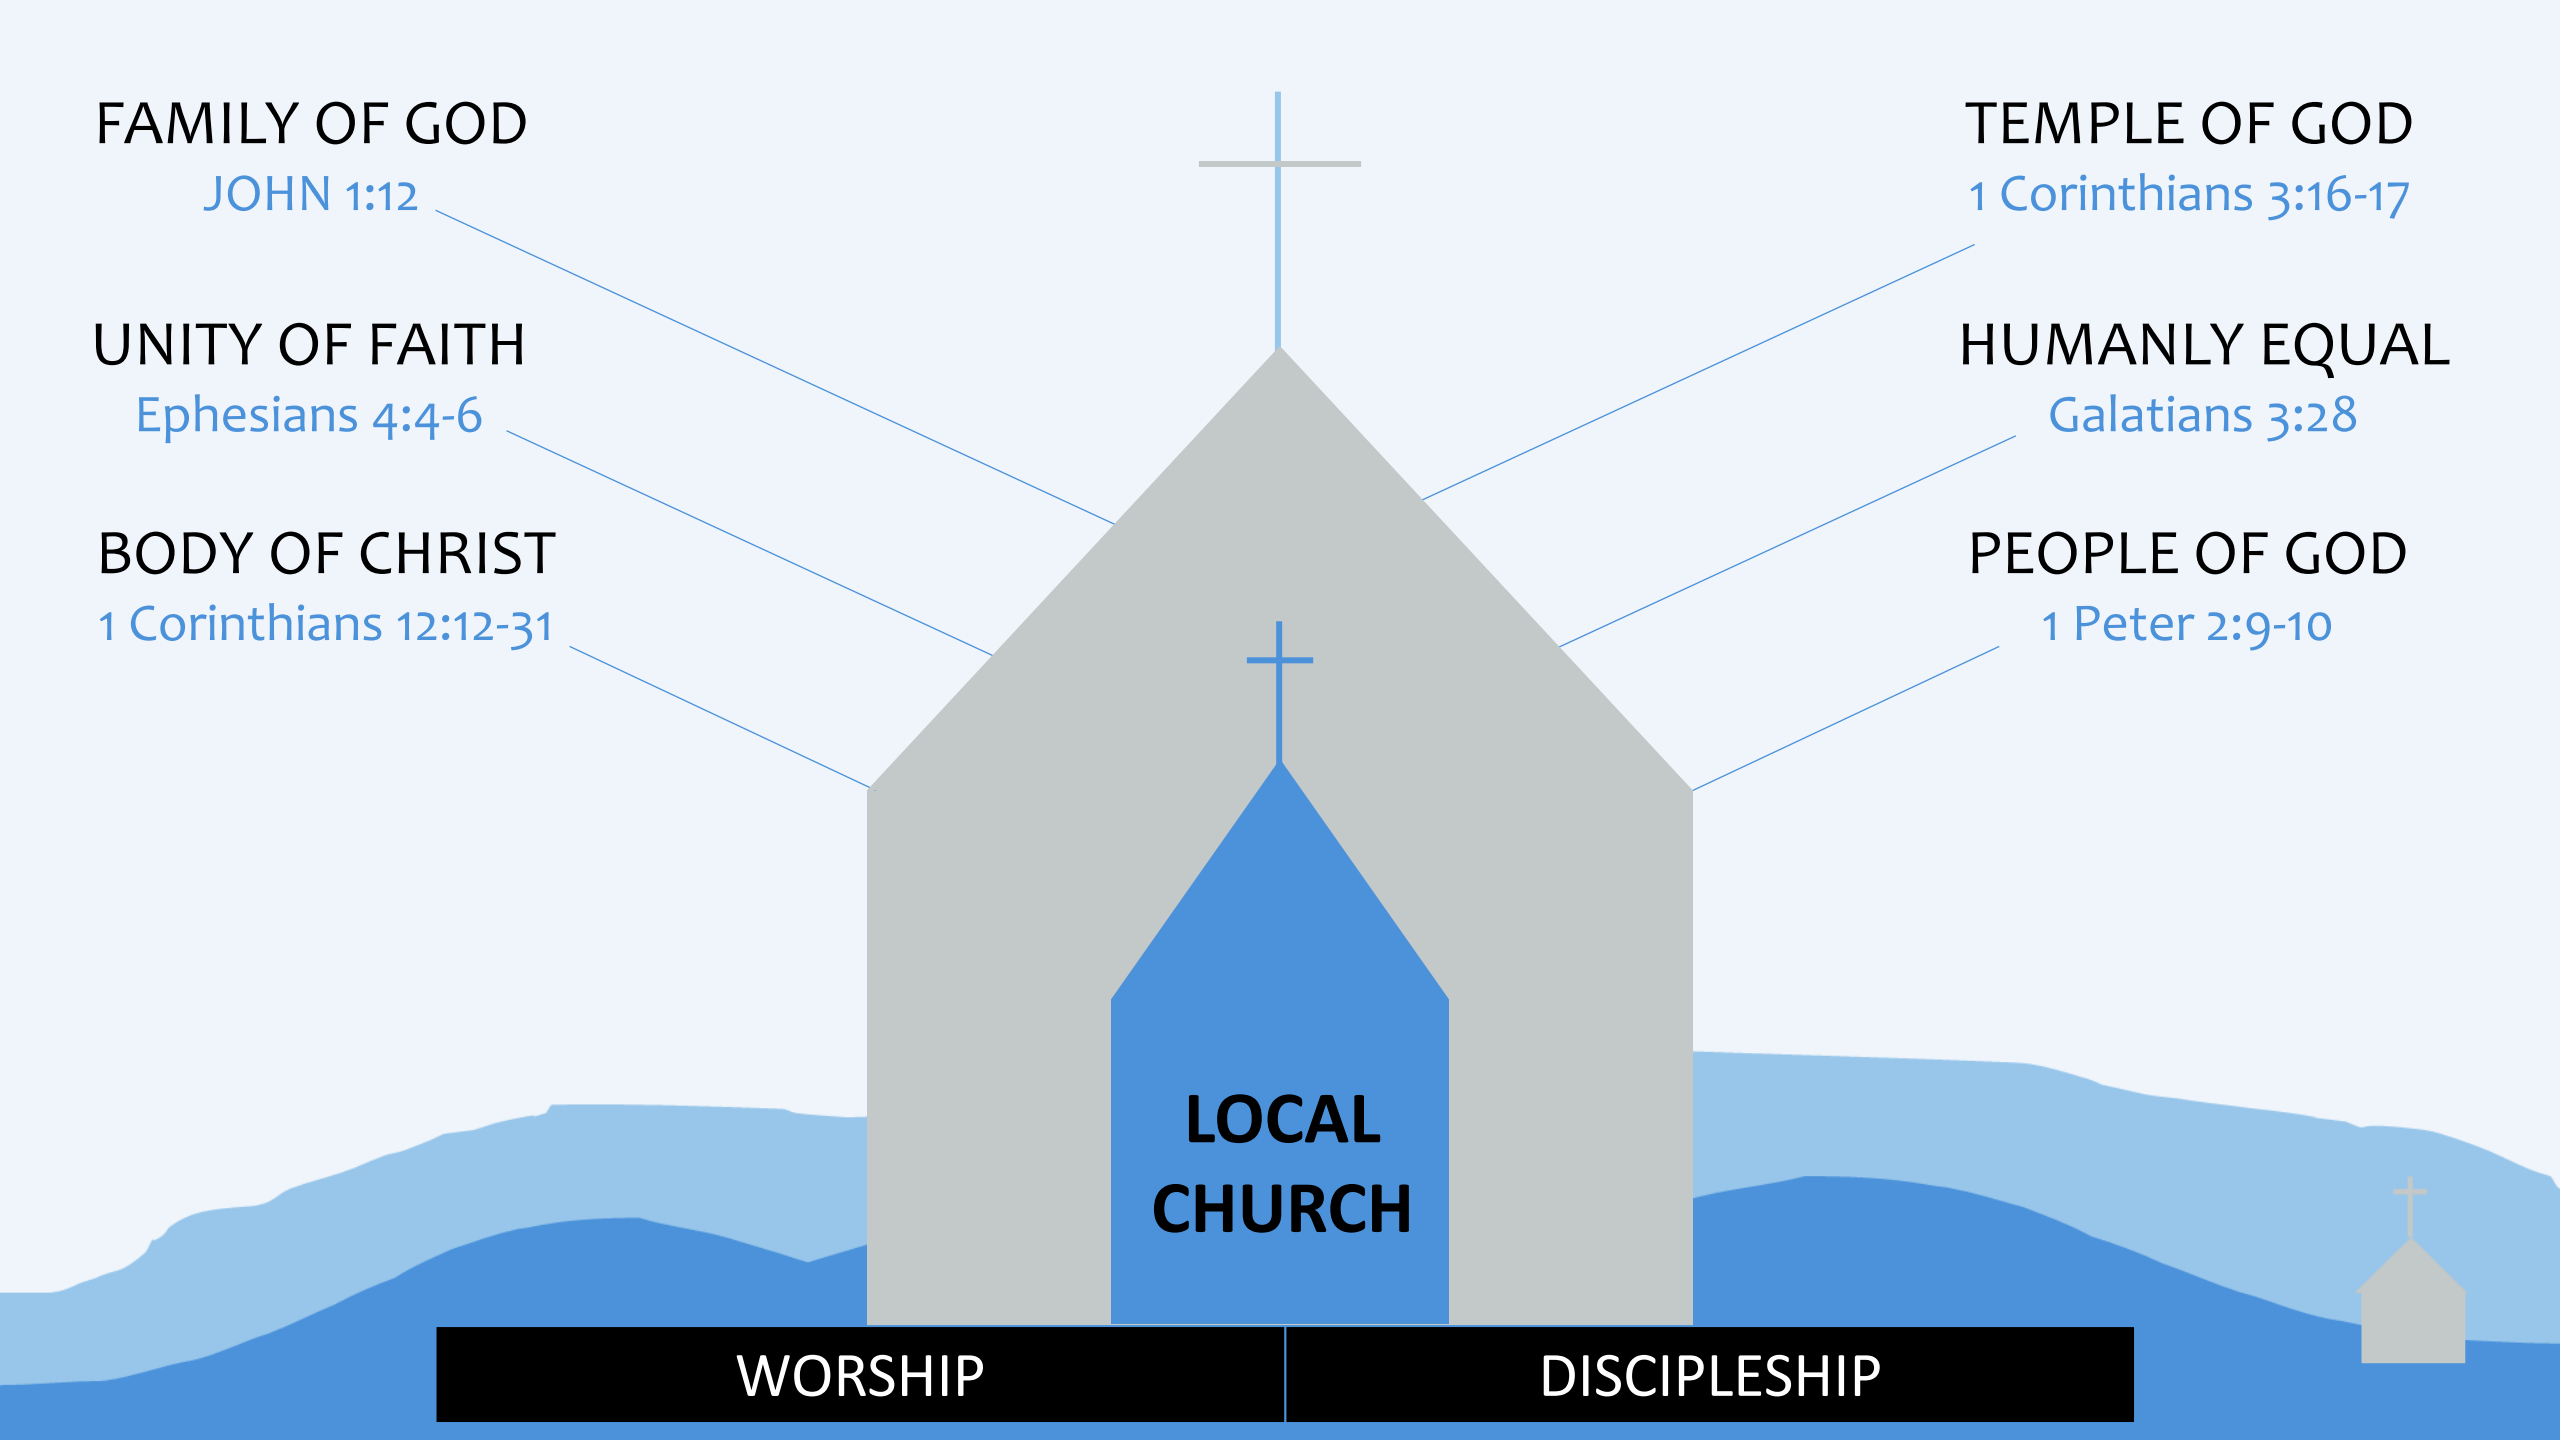 FAMILY OF GOD
JOHN 1:12
UNITY OF FAITH
Ephesians 4:4-6
BODY OF CHRIST
1 Corinthians 12:12-31
TEMPLE OF GOD
1 Corinthians 3:16-17
HUMANLY EQUAL
Galatians 3:28
PEOPLE OF GOD
1 Peter 2:9-10
LOCAL
CHURCH
WORSHIP
DISCIPLESHIP